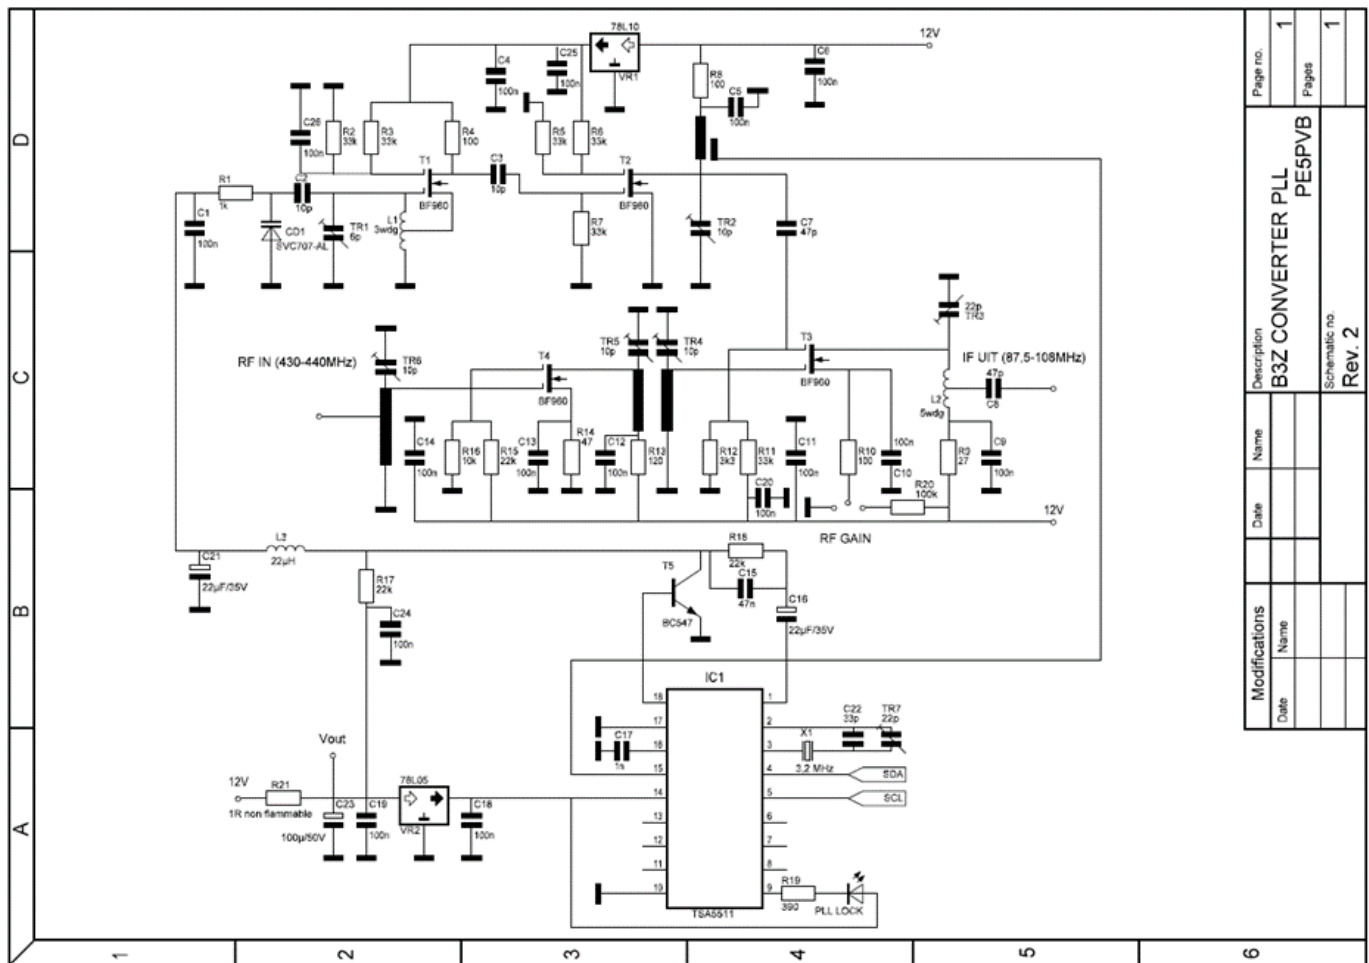 78L10
VR1
12V
C4
100n
C25
100n
R8
100
C6
100n
C5
100n
C26
100n
R2
33k
R3
33k
R4
100
R5
33k
R6
33k
T1
BF960
C3
10p
T2
BF960
R1
1k
C2
10p
C1
100n
CD1
SVC707-AL
TR1
6p
L1
3wdg
R7
33k
TR2
10p
C7
47p
22p
TR3
RF IN (430-440MHz)
TR6
10p
T4
BF960
TR5
10p
TR4
10p
T3
BF960
IF UIT (87,5-108MHz)
47p
C8
L2
5wdg
C14
100n
R16
10k
R15
22k
C13
100n
R14
47
C12
100n
R13
120
R12
3k3
R11
33k
C11
100n
R10
100
100n
C10
R9
27
C9
100n
C20
100n
R20
100k
12V
RF GAIN
C21
22µF/35V
L3
22µH
R17
22k
C24
100n
T5
BC547
R18
22k
C15
47n
C16
22µF/35V
IC1
18
17
16
15
14
13
12
11
10
1
2
3
4
5
6
7
8
9
TSA5511
C17
1n
C22
33p
TR7
22p
X1
3,2 MHz
SDA
SCL
R19
390
PLL LOCK
Vout
12V
R21
1R non flammable
C23
100µ/50V
C19
100n
78L05
VR2
C18
100n
D
C
B
A
1
2
3
4
5
6
Page no.
1
Pages
1
Description
B3Z CONVERTER PLL
PE5PVB
Schematic no.
Rev. 2
Date
Name
Modifications
Date
Name